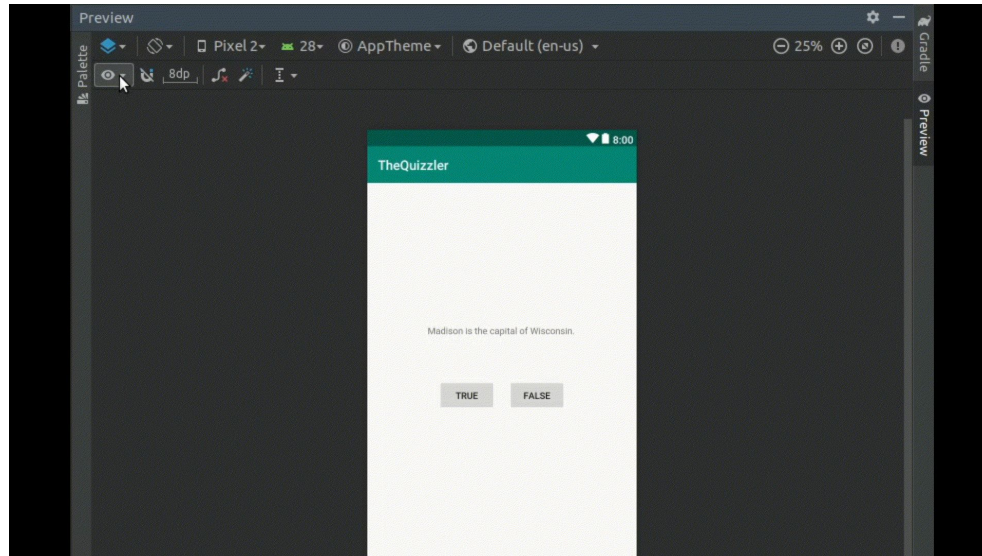 Preview
Palette
Pixel 2
28
AppTheme
Default (en-us)
25%
8dp
Gradle
Preview
8:00
TheQuizzler
Madison is the capital of Wisconsin.
TRUE
FALSE